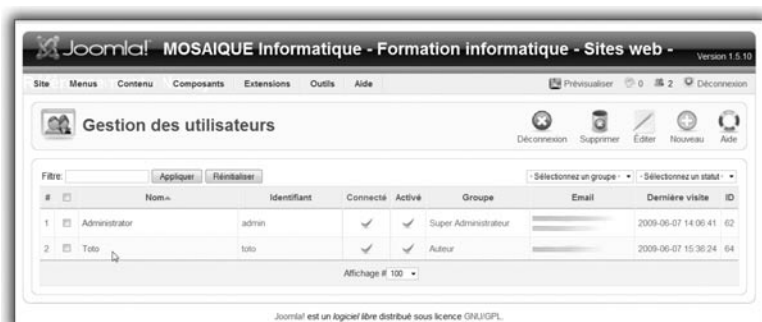 Joomla! MOSAIQUE Informatique - Formation informatique - Sites web - Version 1.5.10
Site Menus Contenu Composants Extensions Outils Aide Prévisualiser 0 2 Déconnexion
Gestion des utilisateurs
Déconnexion Supprimer Éditer Nouveau Aide
Filtre: Appliquer Réinitialiser - Sélectionnez un groupe - - Sélectionnez un statut -
# Nom Identifiant Connecté Activé Groupe Email Dernière visite ID
1 Administrator admin Super Administrateur 2009-06-07 14:06:41 62
2 Toto toto Auteur 2009-06-07 15:36:24 64
Affichage # 100
Joomla! est un logiciel libre distribué sous licence GNU/GPL.